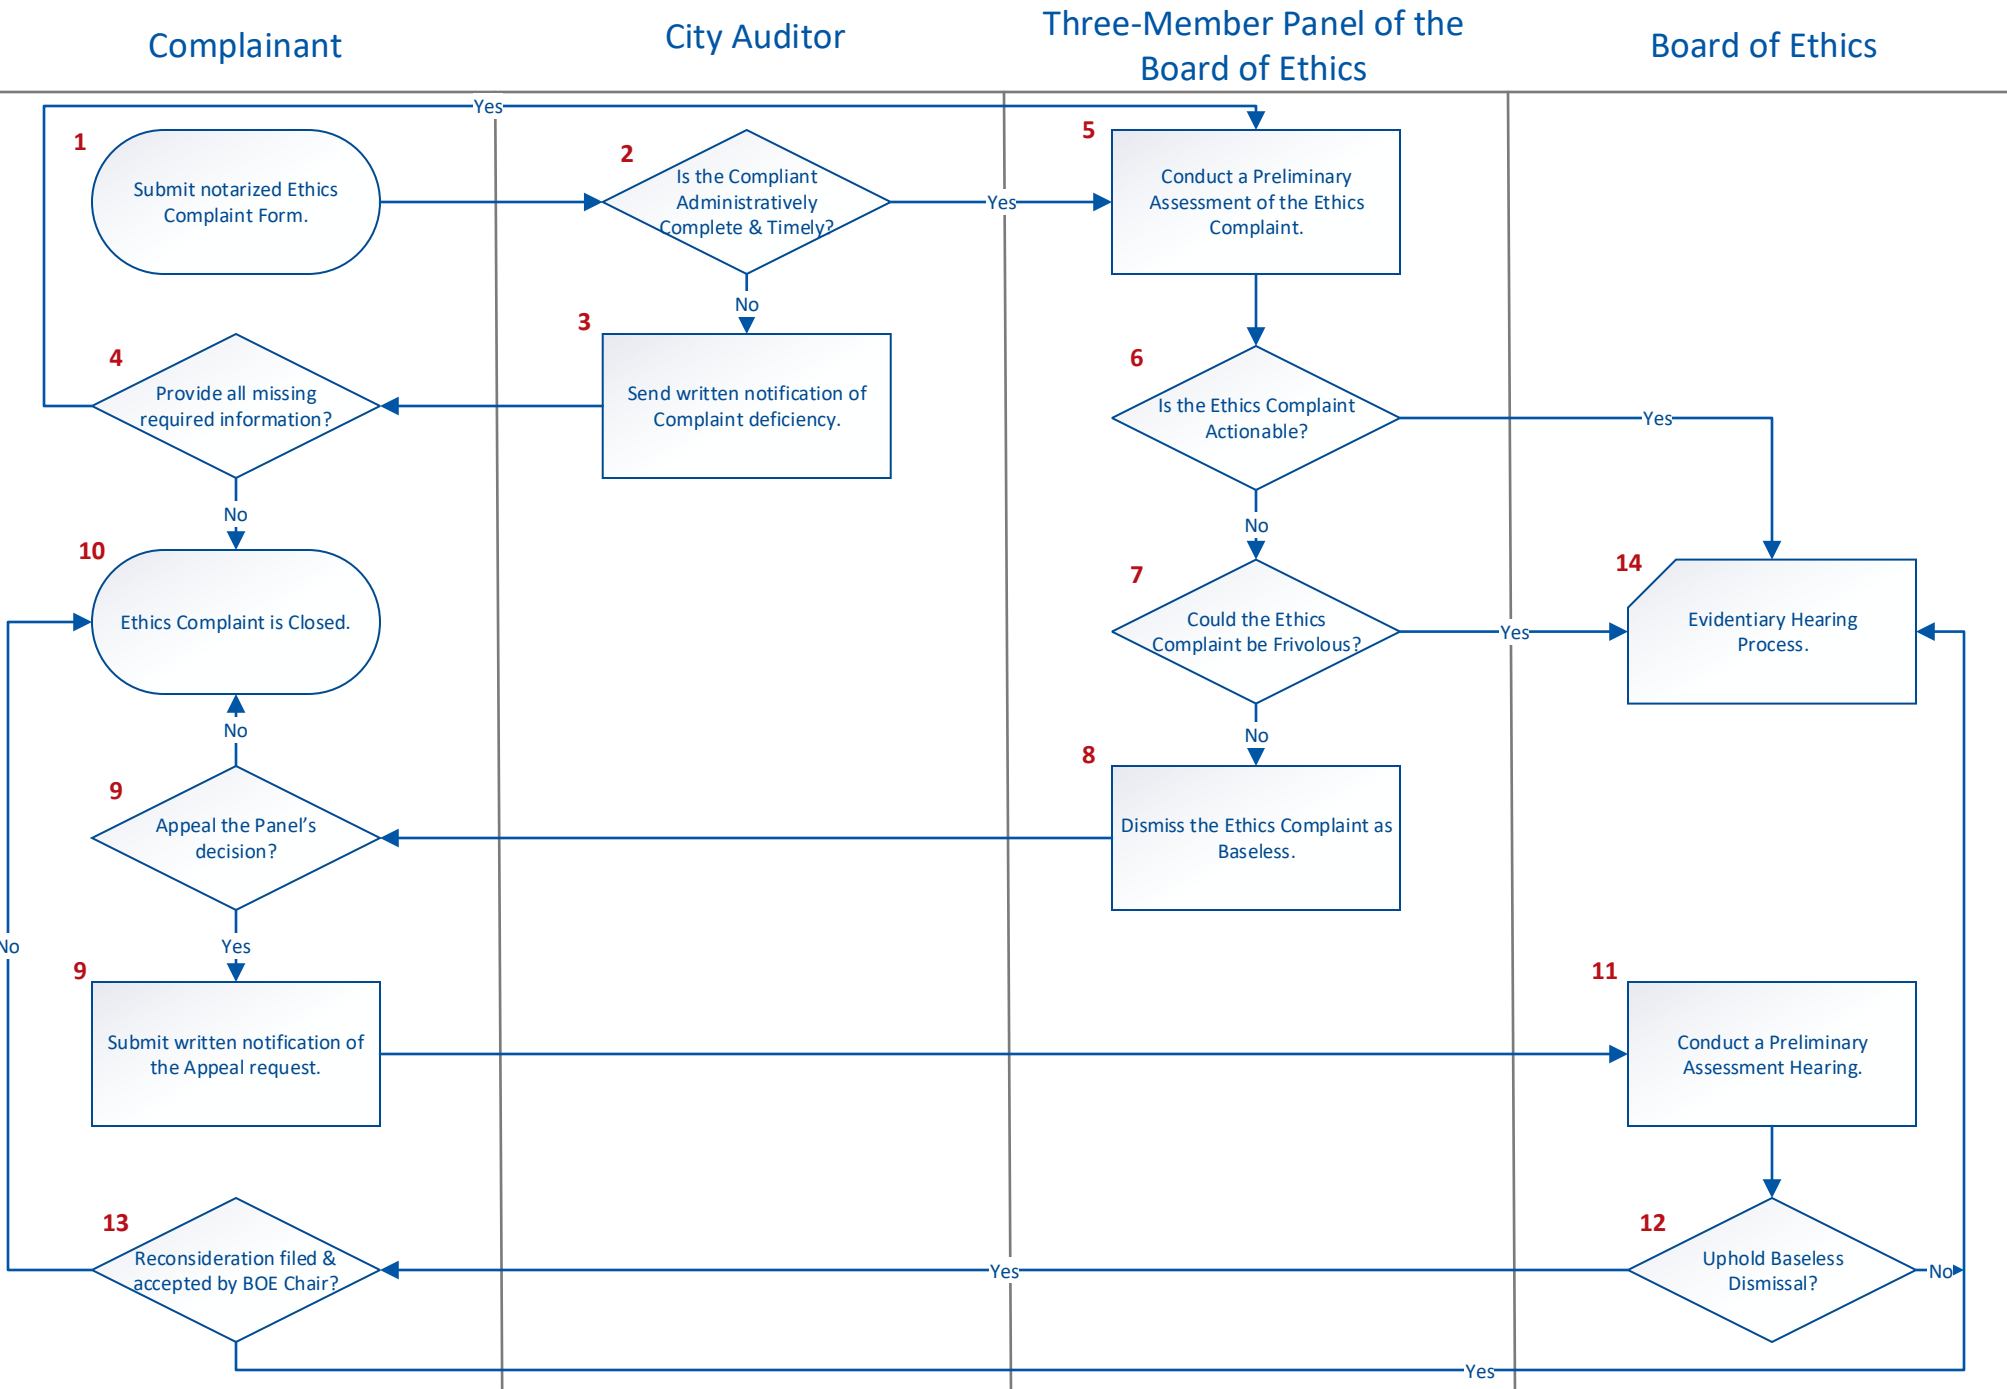 Complainant
City Auditor
Three-Member Panel of the
Board of Ethics
Board of Ethics
Yes
1
Submit notarized Ethics
Complaint Form.
2
Is the Compliant
Administratively
Complete & Timely?
Yes
5
Conduct a Preliminary
Assessment of the Ethics
Complaint.
No
3
Send written notification of
Complaint deficiency.
4
Provide all missing
required information?
6
Is the Ethics Complaint
Actionable?
Yes
No
No
10
Ethics Complaint is Closed.
7
Could the Ethics
Complaint be Frivolous?
Yes
14
Evidentiary Hearing
Process.
No
No
8
Dismiss the Ethics Complaint as
Baseless.
9
Appeal the Panel’s
decision?
No
Yes
9
Submit written notification of
the Appeal request.
11
Conduct a Preliminary
Assessment Hearing.
13
Reconsideration filed &
accepted by BOE Chair?
Yes
12
Uphold Baseless
Dismissal?
No
Yes